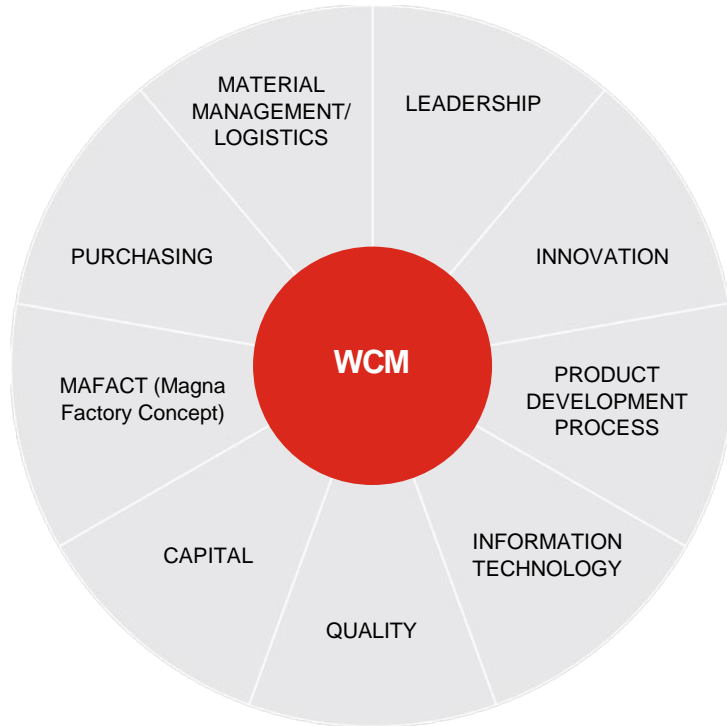 MATERIAL
MANAGEMENT/
LOGISTICS
LEADERSHIP
INNOVATION
PRODUCT
DEVELOPMENT
PROCESS
INFORMATION
TECHNOLOGY
QUALITY
CAPITAL
MAFACT (Magna
Factory Concept)
PURCHASING
WCM